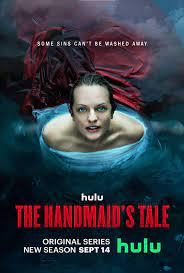 SOME SINS CAN'T BE WASHED AWAY
hulu
THE HANDMAID'S TALE
ORIGINAL SERIES
NEW SEASON SEPT 14
hulu